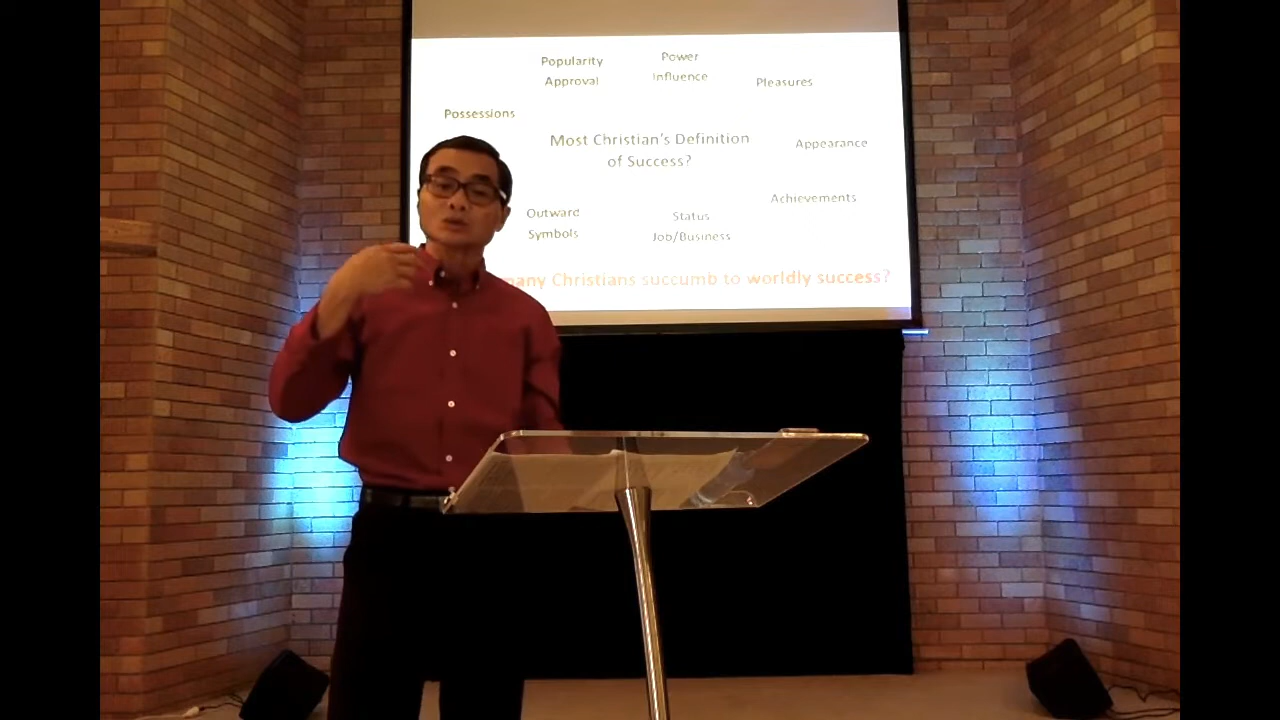 Popularity
Approval
Power
Influence
Pleasures
Possessions
Most Christian's Definition
of Success?
Appearance
Achievements
Outward
Symbols
Status
Job/Business
many Christians succumb to worldly success?